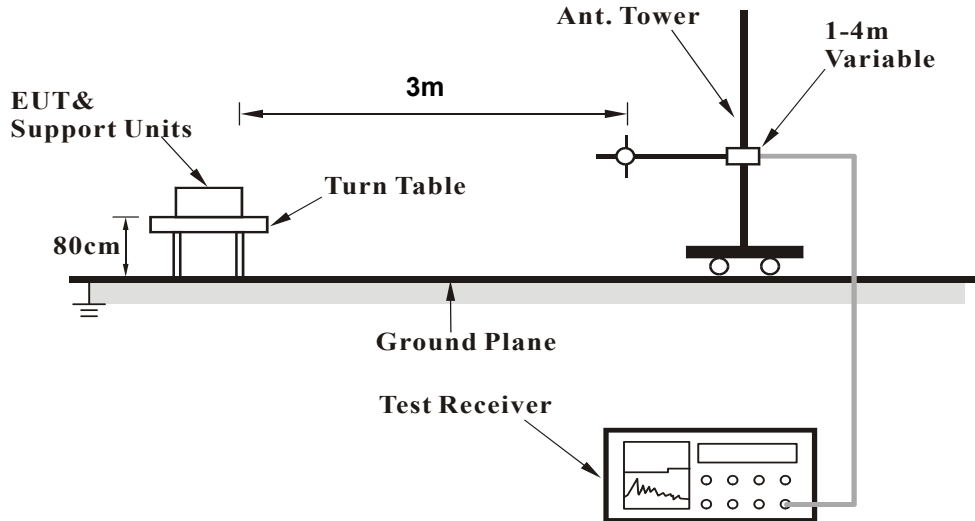 Ant. Tower
1-4m
Variable
3m
EUT&
Support Units
Turn Table
80cm
Ground Plane
Test Receiver